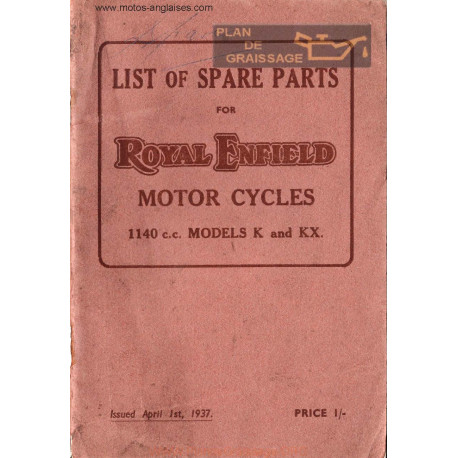 www.motos-anglaises.com
PLAN
DE
GRAISSAGE
LIST OF SPARE PARTS
FOR
ROYAL ENFIELD
MOTOR CYCLES
1140 c.c. MODELS K and KX.
Issued April 1st, 1937.
PRICE 1/-